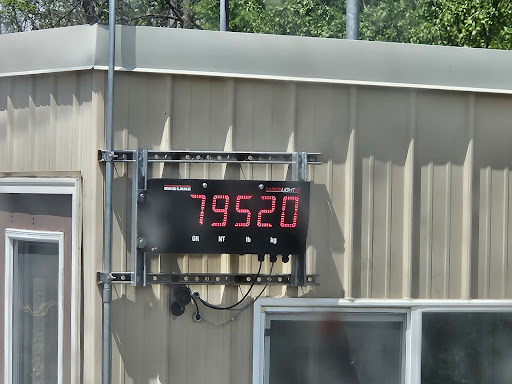 RICE LAKE LASERLIGHT
79520
GR NT lb kg